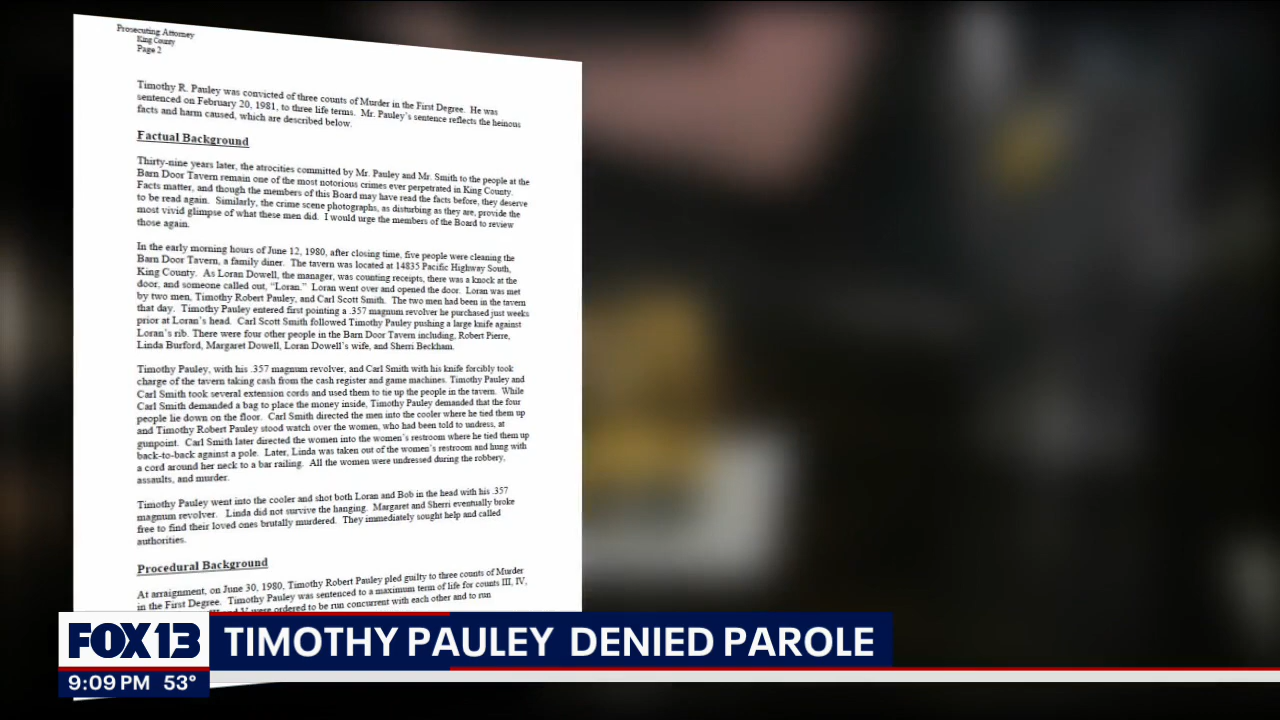 Prosecuting Attorney
King County
Page 2
Timothy R. Pauley was convicted of three counts of Murder in the First Degree. He was
sentenced on February 20, 1981, to three life terms. Mr. Pauley's sentence reflects the heinous
facts and harm caused, which are described below.
Factual Background
Thirty-nine years later, the atrocities committed by Mr. Pauley and Mr. Smith to the people at the
Barn Door Tavern remain one of the most notorious crimes ever perpetrated in King County.
Facts matter, and though the members of this Board may have read the facts before, they deserve
to be read again. Similarly, the crime scene photographs, as disturbing as they are, provide the
most vivid glimpse of what these men did. I would urge the members of the Board to review
those again.
In the early morning hours of June 12, 1980, after closing time, five people were cleaning the
Barn Door Tavern, a family diner. The tavern was located at 14835 Pacific Highway South,
King County. As Loran Dowell, the manager, was counting receipts, there was a knock at the
door, and someone called out, "Loran." Loran went over and opened the door. Loran was met
by two men, Timothy Robert Pauley, and Carl Scott Smith. The two men had been in the tavern
that day. Timothy Pauley entered first pointing a .357 magnum revolver he purchased just weeks
prior at Loran's head. Carl Scott Smith followed Timothy Pauley pushing a large knife against
Loran's rib. There were four other people in the Barn Door Tavern including, Robert Pierre,
Linda Burford, Margaret Dowell, Loran Dowell's wife, and Sherri Beckham.
Timothy Pauley, with his .357 magnum revolver, and Carl Smith with his knife forcibly took
charge of the tavern taking cash from the cash register and game machines. Timothy Pauley and
Carl Smith took several extension cords and used them to tie up the people in the tavern. While
Carl Smith demanded a bag to place the money inside, Timothy Pauley demanded that the four
people lie down on the floor. Carl Smith directed the men into the cooler where he tied them up
and Timothy Robert Pauley stood watch over the women, who had been told to undress, at
gunpoint. Carl Smith later directed the women into the women's restroom where he tied them up
back-to-back against a pole. Later, Linda was taken out of the women's restroom and hung with
a cord around her neck to a bar railing. All the women were undressed during the robbery,
assaults, and murder.
Timothy Pauley went into the cooler and shot both Loran and Bob in the head with his .357
magnum revolver. Linda did not survive the hanging. Margaret and Sherri eventually broke
free to find their loved ones brutally murdered. They immediately sought help and called
authorities.
Procedural Background
At arraignment, on June 30, 1980, Timothy Robert Pauley pled guilty to three counts of Murder
in the First Degree. Timothy Pauley was sentenced to a maximum term of life for counts III, IV,
and V were ordered to be run concurrent with each other and to run
FOX 13
TIMOTHY PAULEY DENIED PAROLE
9:09 PM 53°